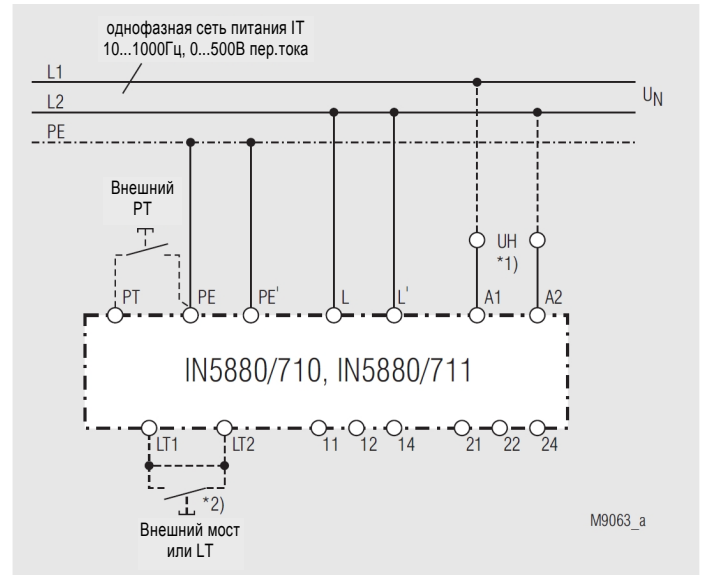 однофазная сеть питания IT
10...1000Гц, 0...500В пер.тока
L1
L2
UN
PE
Внешний
PT
UH
*1)
PT
PE
PE'
L
L'
A1
A2
IN5880/710, IN5880/711
LT1
LT2
11
12
14
21
22
24
*2)
Внешний мост
или LT
M9063_a